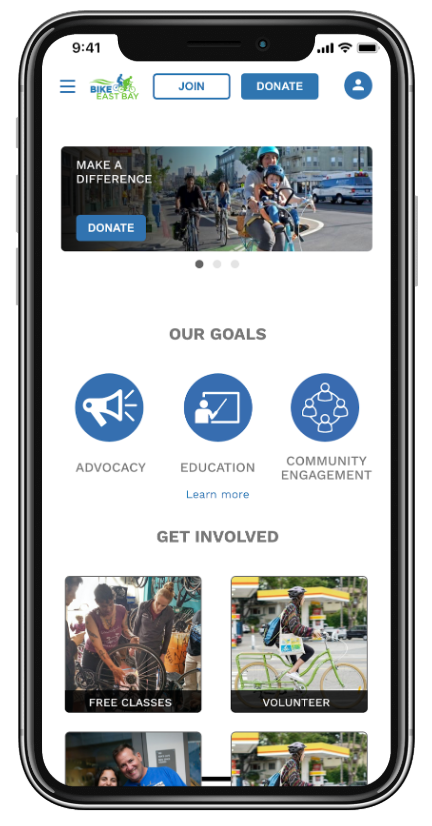 9:41
BIKE
EAST BAY
JOIN
DONATE
MAKE A
DIFFERENCE
DONATE
OUR GOALS
ADVOCACY
EDUCATION
COMMUNITY
ENGAGEMENT
Learn more
GET INVOLVED
FREE CLASSES
VOLUNTEER